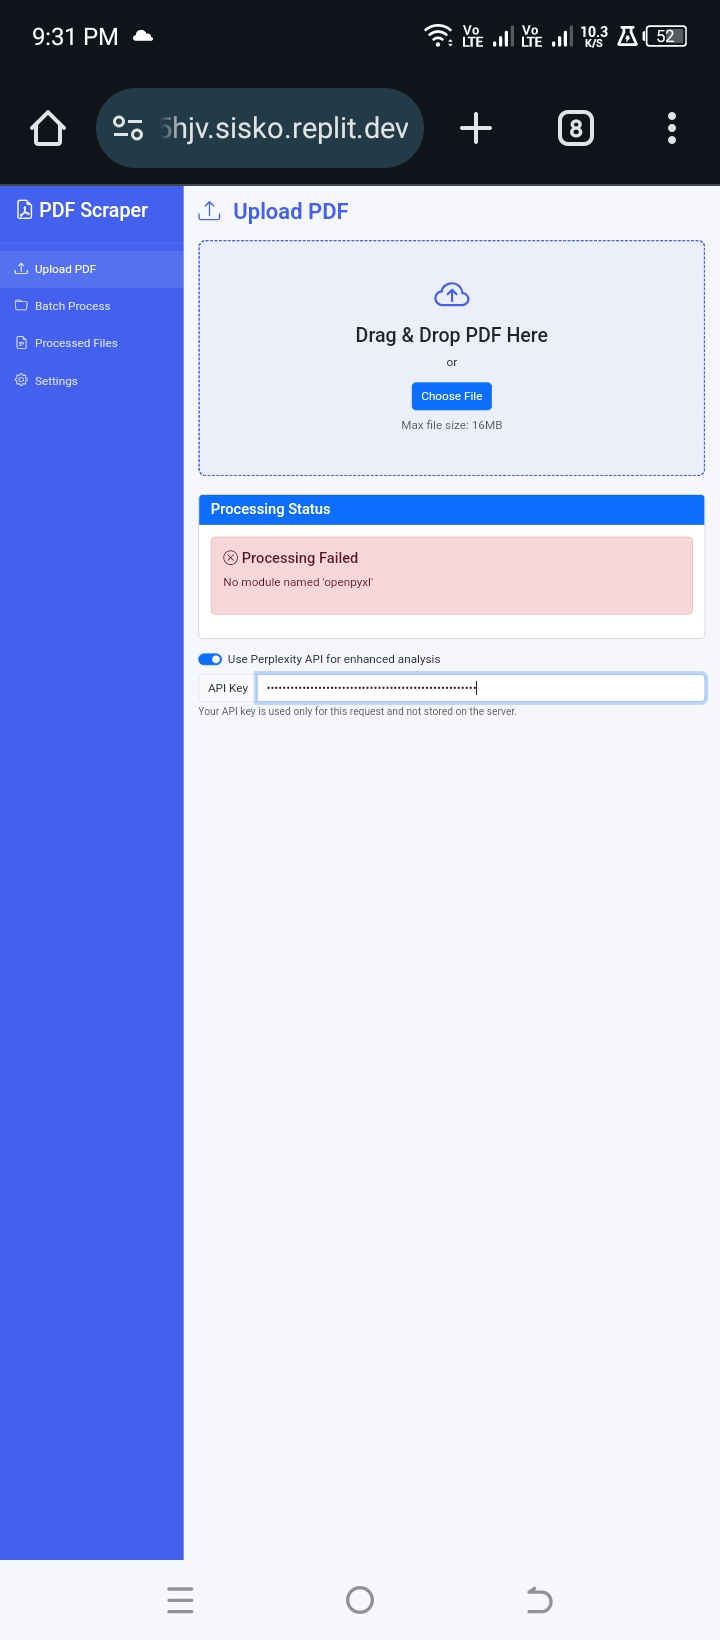 9:31 PM
Vo LTE
Vo LTE
10.3 K/S
52
5hjv.sisko.replit.dev
8
PDF Scraper
Upload PDF
Batch Process
Processed Files
Settings
Upload PDF
Drag & Drop PDF Here
or
Choose File
Max file size: 16MB
Processing Status
Processing Failed
No module named 'openpyxl'
Use Perplexity API for enhanced analysis
API Key
Your API key is used only for this request and not stored on the server.